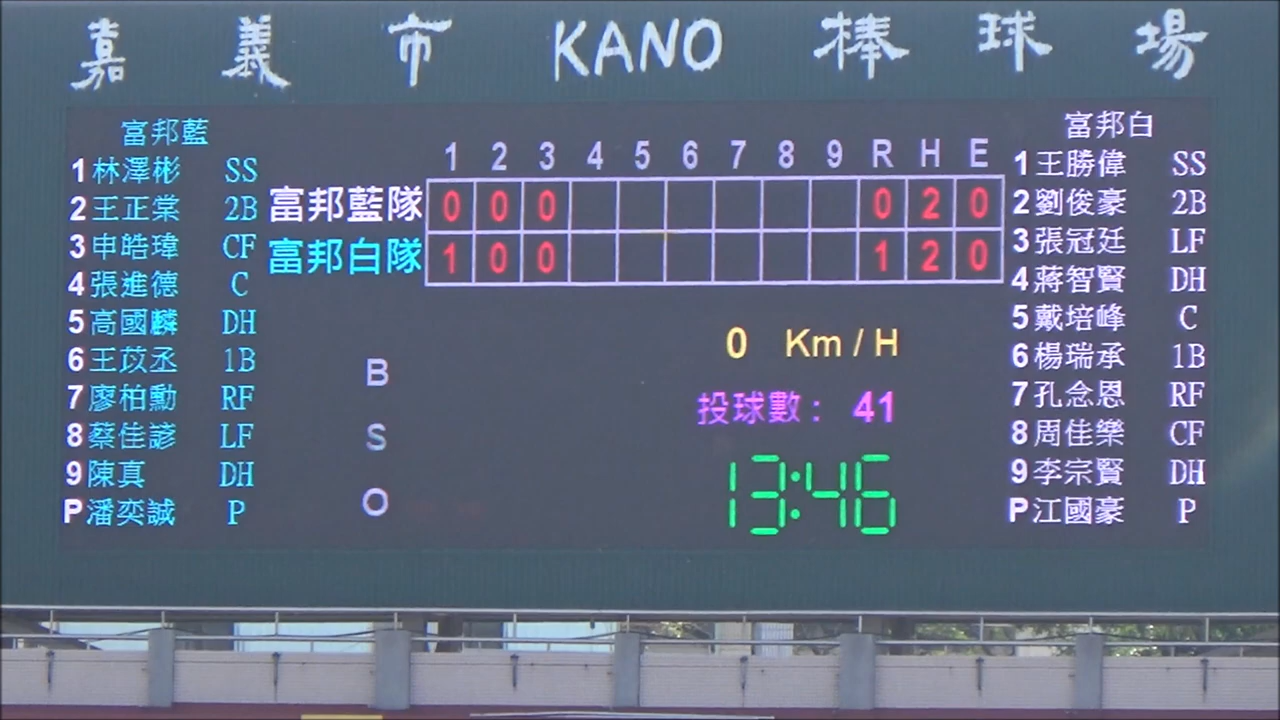 嘉義市 KANO 棒球場
富邦藍
1 林澤彬 SS
2 王正棠 2B
3 申皓瑋 CF
4 張進德 C
5 高國麟 DH
6 王苡丞 1B
7 廖柏勳 RF
8 蔡佳諺 LF
9 陳真 DH
P 潘奕誠 P
1 2 3 4 5 6 7 8 9 R H E
富邦藍隊 0 0 0 0 2 0
富邦白隊 1 0 0 1 2 0
B
S
O
0 Km / H
投球數: 41
13:46
富邦白
1 王勝偉 SS
2 劉俊豪 2B
3 張冠廷 LF
4 蔣智賢 DH
5 戴培峰 C
6 楊瑞承 1B
7 孔念恩 RF
8 周佳樂 CF
9 李宗賢 DH
P 江國豪 P